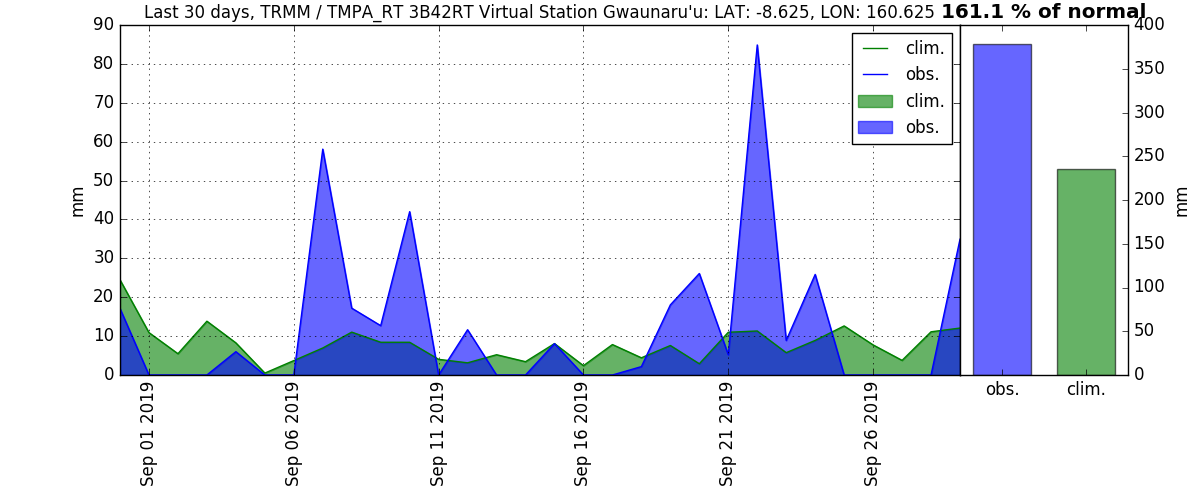 Last 30 days, TRMM / TMPA_RT 3B42RT Virtual Station Gwaunaru'u: LAT: -8.625, LON: 160.625 161.1 % of normal
90
80
70
60
50
40
30
20
10
0
mm
Sep 01 2019
Sep 06 2019
Sep 11 2019
Sep 16 2019
Sep 21 2019
Sep 26 2019
clim.
obs.
clim.
obs.
400
350
300
250
200
150
100
50
0
mm
obs.
clim.